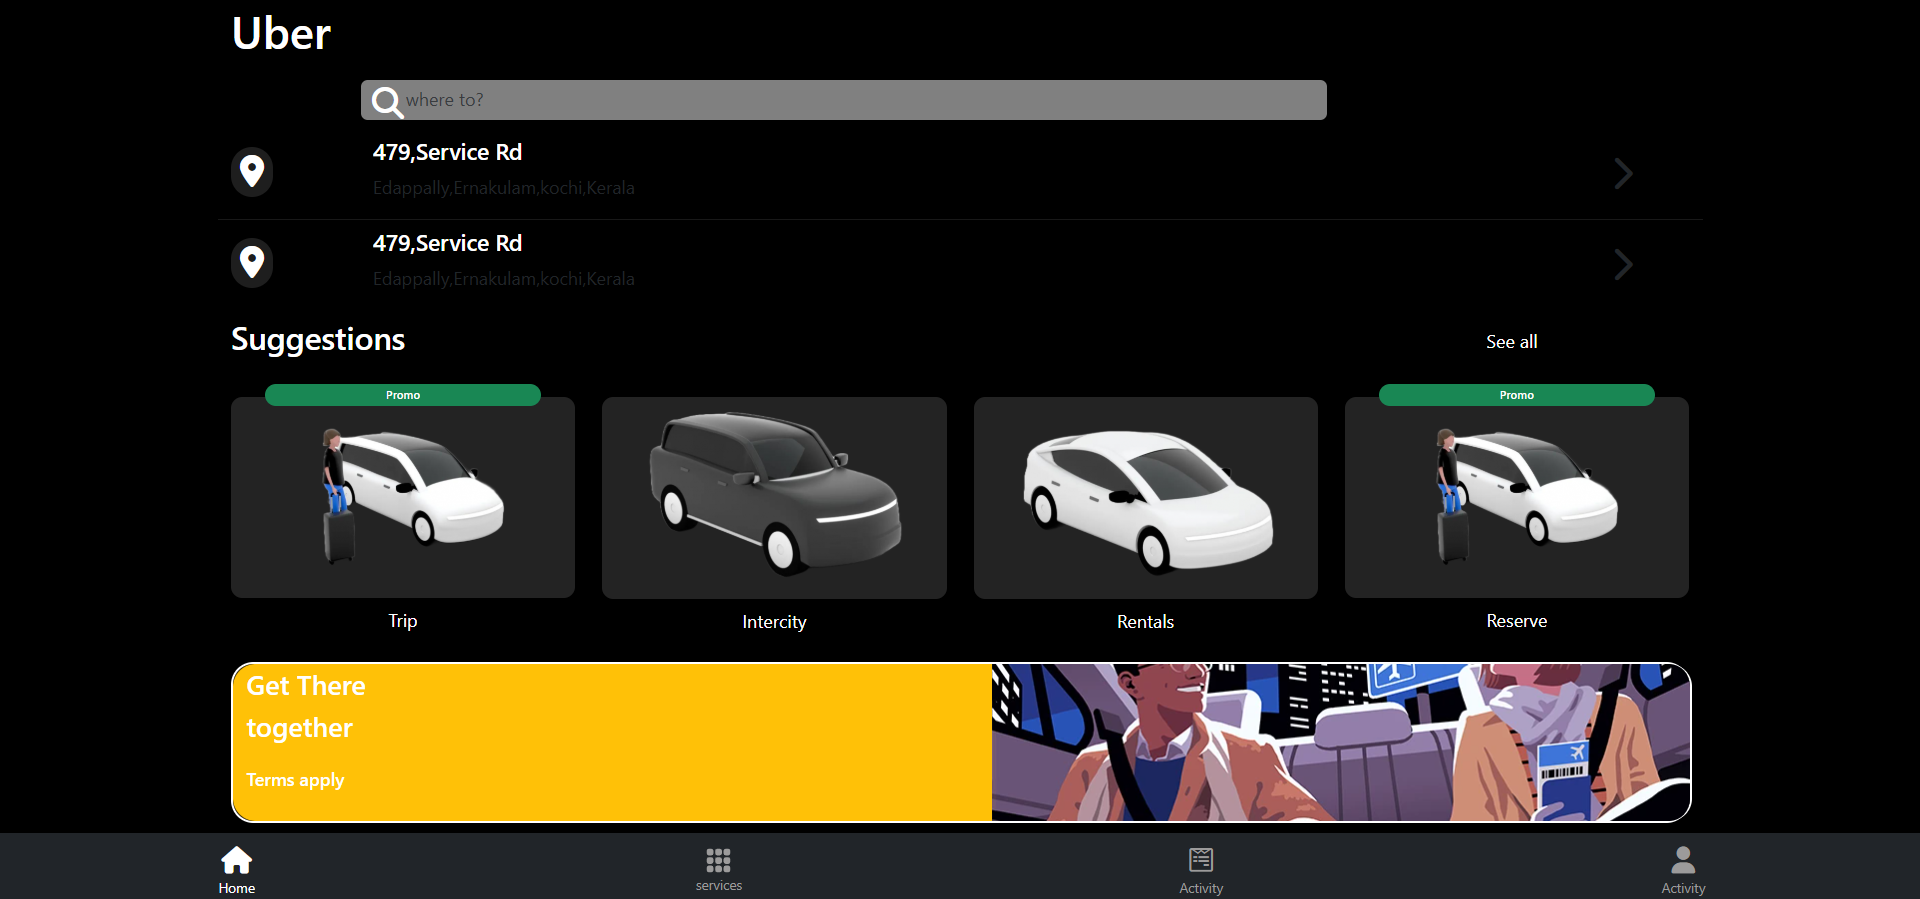 Uber
where to?
479,Service Rd
Edappally,Ernakulam,kochi,Kerala
479,Service Rd
Edappally,Ernakulam,kochi,Kerala
Suggestions
See all
Promo
Promo
Trip
Intercity
Rentals
Reserve
Get There
together
Terms apply
Home
services
Activity
Activity